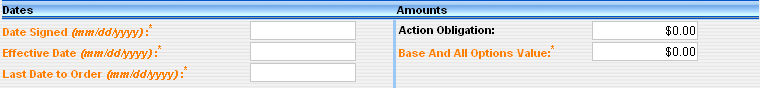 Dates
Date Signed (mm/dd/yyyy):*
Effective Date (mm/dd/yyyy):*
Last Date to Order (mm/dd/yyyy):*
Amounts
Action Obligation: $0.00
Base And All Options Value:* $0.00